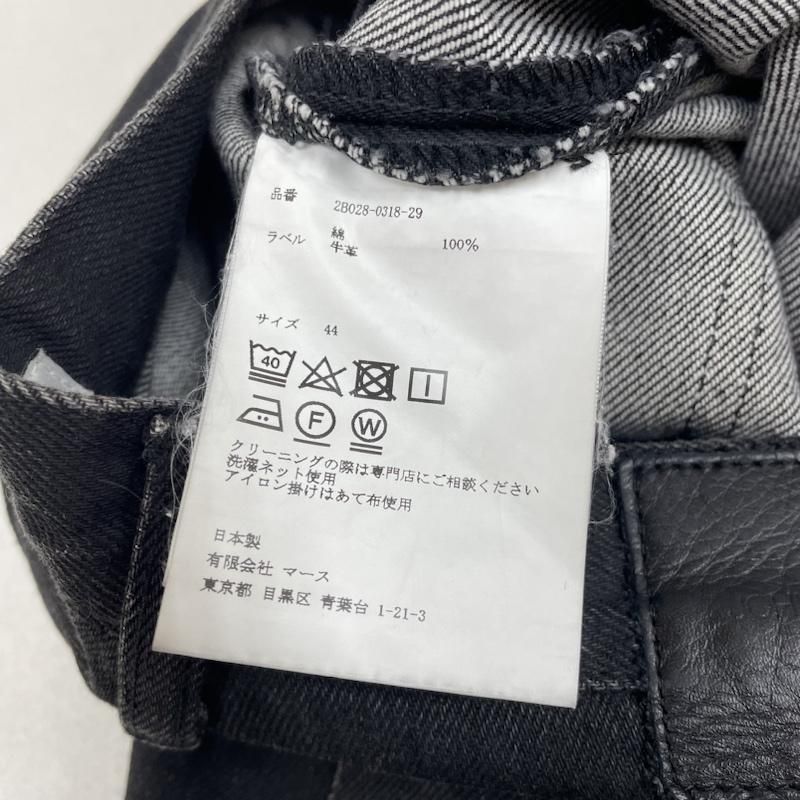 品番 2B028-0318-29
綿 100%
ラベル 牛革
サイズ 44
40
F W
クリーニングの際は専門店にご相談ください
洗濯ネット使用
アイロン掛けはあて布使用
日本製
有限会社 マース
東京都 目黒区 青葉台 1-21-3